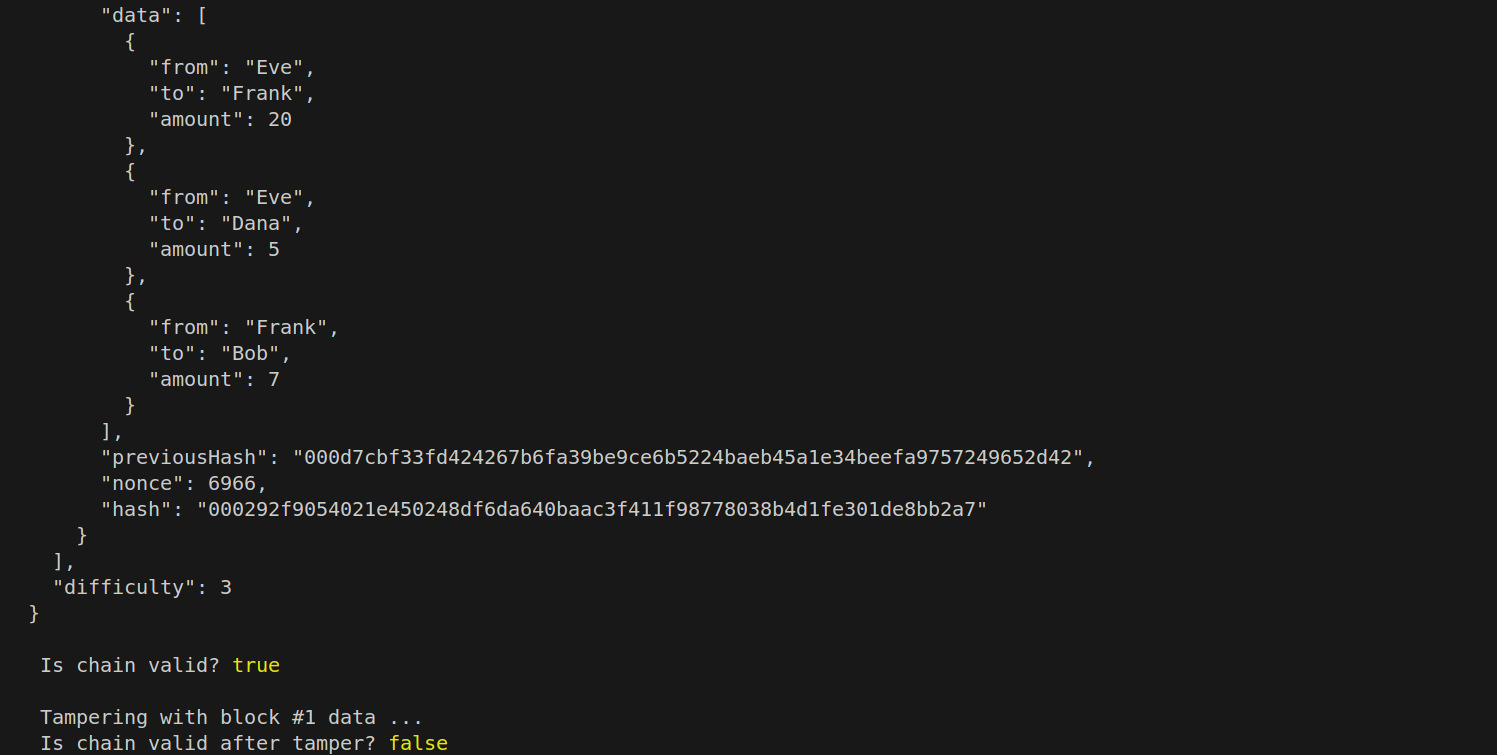 "data": [
{
"from": "Eve",
"to": "Frank",
"amount": 20
},
{
"from": "Eve",
"to": "Dana",
"amount": 5
},
{
"from": "Frank",
"to": "Bob",
"amount": 7
}
],
"previousHash": "000d7cbf33fd424267b6fa39be9ce6b5224baeb45a1e34beefa9757249652d42",
"nonce": 6966,
"hash": "000292f9054021e450248df6da640baac3f411f98778038b4d1fe301de8bb2a7"
}
],
"difficulty": 3
}
Is chain valid? true
Tampering with block #1 data ...
Is chain valid after tamper? false